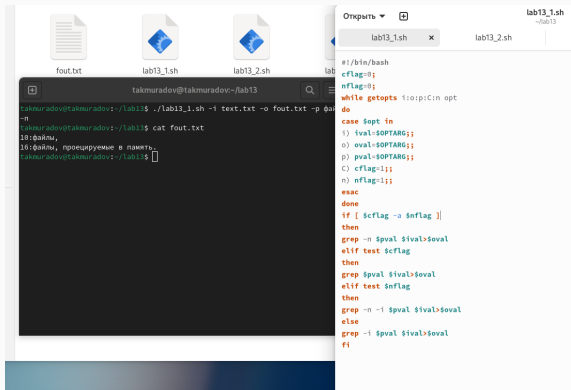 Открыть
lab13_1.sh
~/lab13
lab13_1.sh
lab13_2.sh
fout.txt
lab13_1.sh
lab13_2.sh
takmuradov@takmuradov:~/lab13
takmuradov@takmuradov:~/lab13$ ./lab13_1.sh -i text.txt -o fout.txt -p
-n
takmuradov@takmuradov:~/lab13$ cat fout.txt
10:файлы,
16:файлы, проецируемые в память.
takmuradov@takmuradov:~/lab13$
#!/bin/bash
cflag=0;
nflag=0;
while getopts i:o:p:C:n opt
do
case $opt in
i) ival=$OPTARG;;
o) oval=$OPTARG;;
p) pval=$OPTARG;;
C) cflag=1;;
n) nflag=1;;
esac
done
if [ $cflag -a $nflag ]
then
grep -n $pval $ival>$oval
elif test $cflag
then
grep $pval $ival>$oval
elif test $nflag
then
grep -n -i $pval $ival>$oval
else
grep -i $pval $ival>$oval
fi